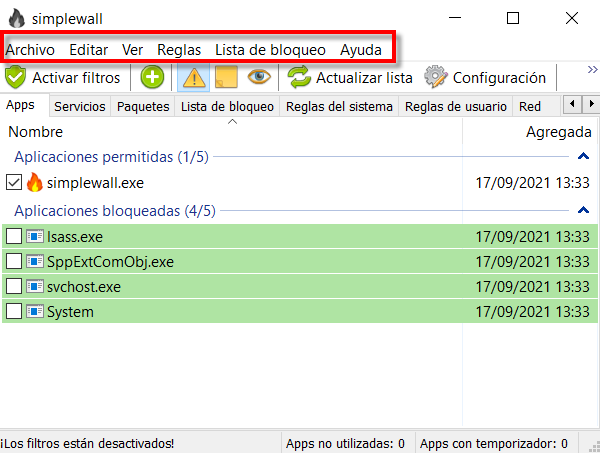 simplewall
Archivo Editar Ver Reglas Lista de bloqueo Ayuda
Activar filtros Actualizar lista Configuración
Apps Servicios Paquetes Lista de bloqueo Reglas del sistema Reglas de usuario Red
Nombre Agregada
Aplicaciones permitidas (1/5)
simplewall.exe 17/09/2021 13:33
Aplicaciones bloqueadas (4/5)
lsass.exe 17/09/2021 13:33
SppExtComObj.exe 17/09/2021 13:33
svchost.exe 17/09/2021 13:33
System 17/09/2021 13:33
¡Los filtros están desactivados! Apps no utilizadas: 0 Apps con temporizador: 0